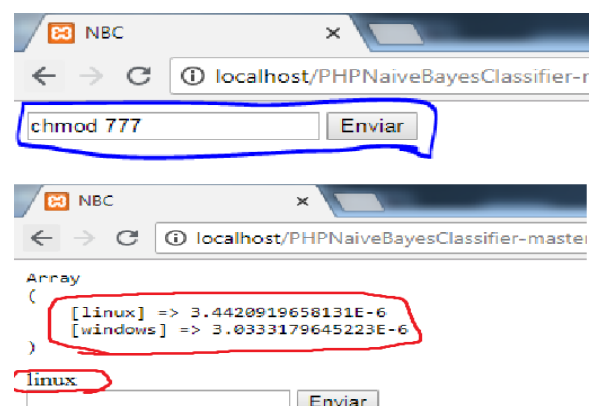 NBC
localhost/PHPNaiveBayesClassifier-r
chmod 777
Enviar
NBC
localhost/PHPNaiveBayesClassifier-master
Array
(
[linux] => 3.4420919658131E-6
[windows] => 3.0333179645223E-6
)
linux
Enviar